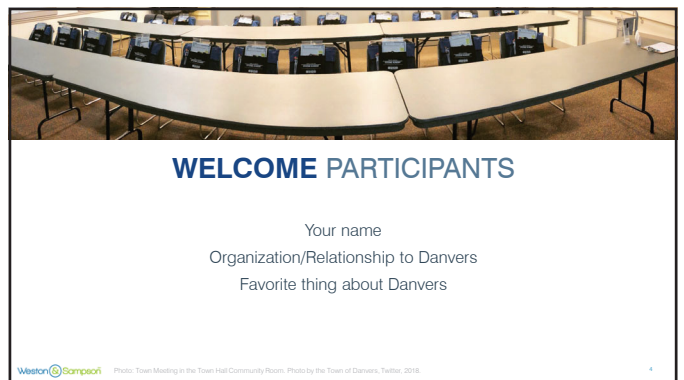 WELCOME PARTICIPANTS
Your name
Organization/Relationship to Danvers
Favorite thing about Danvers
Weston & Sampson Photo: Town Meeting in the Town Hall Community Room. Photo by the Town of Danvers, Twitter, 2018. 4